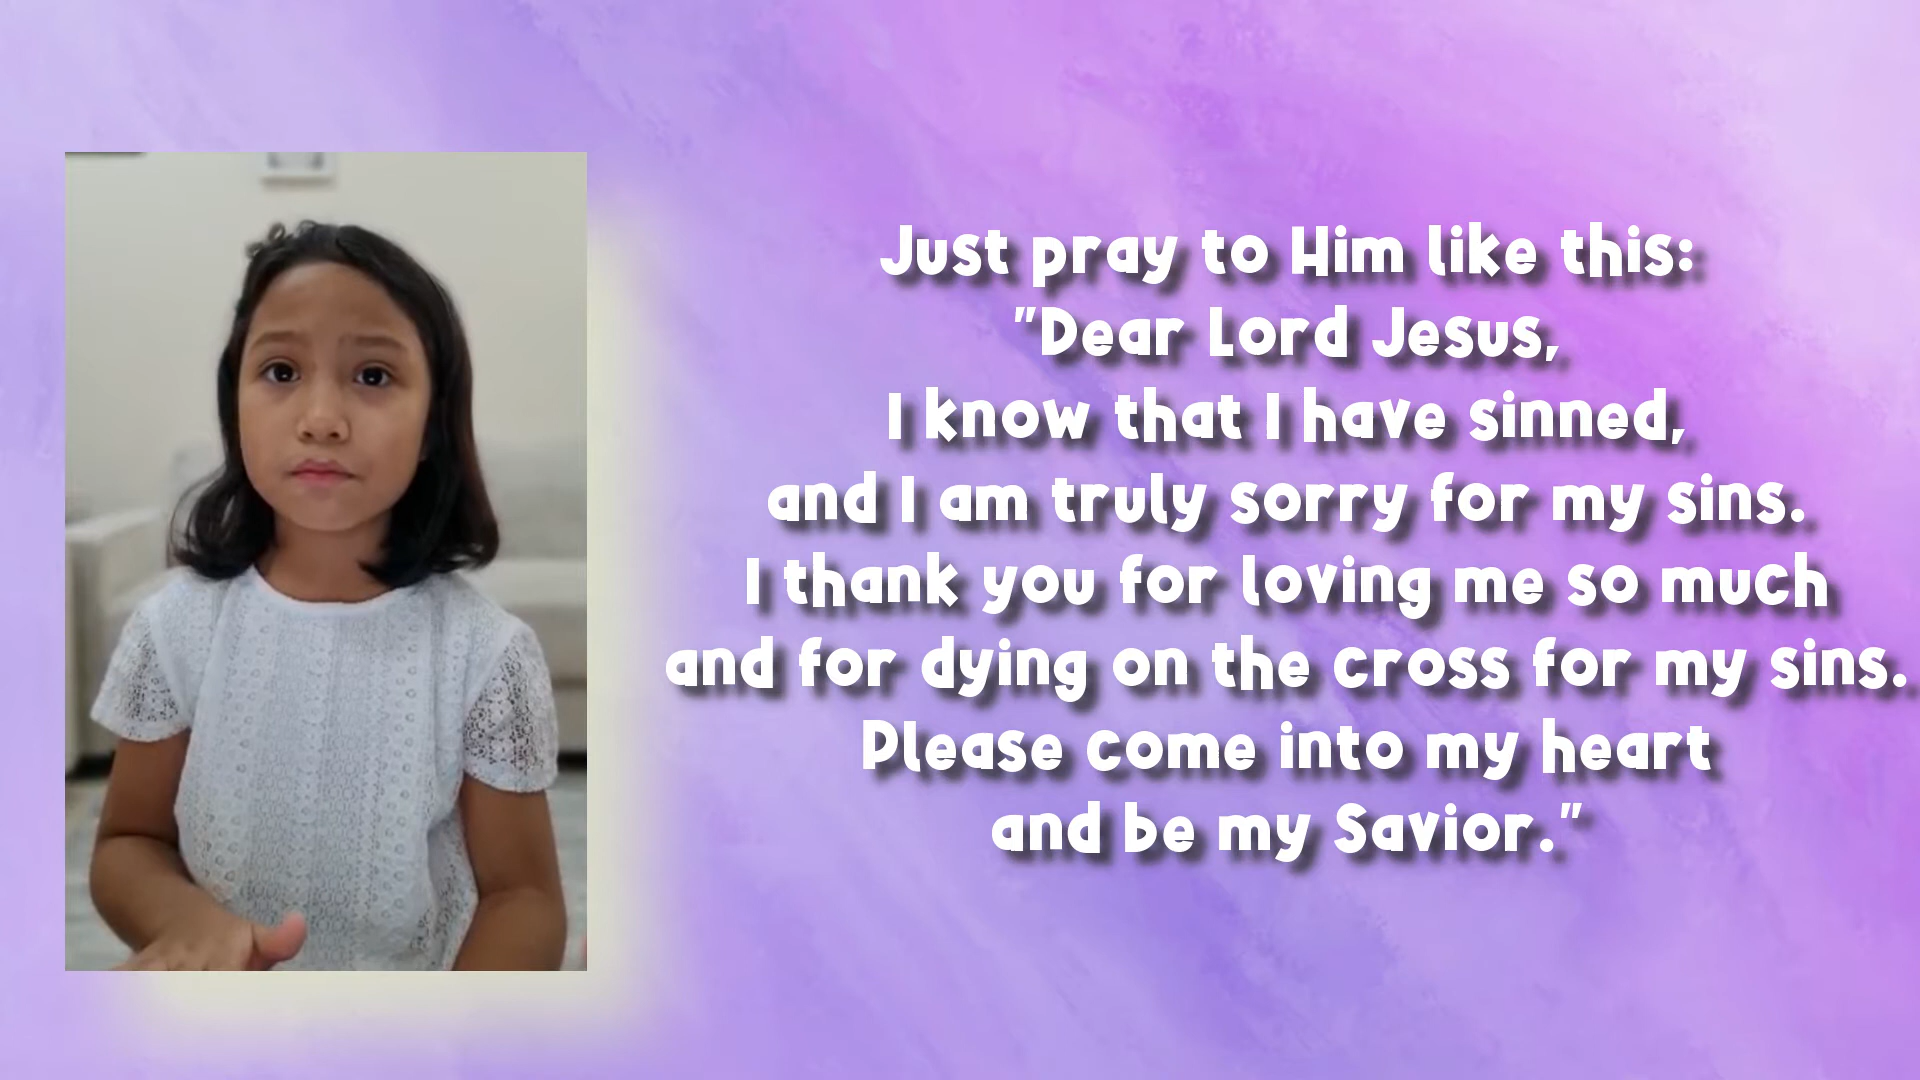 Just pray to Him like this:
"Dear Lord Jesus,
I know that I have sinned,
and I am truly sorry for my sins.
I thank you for loving me so much
and for dying on the cross for my sins.
Please come into my heart
and be my Savior."